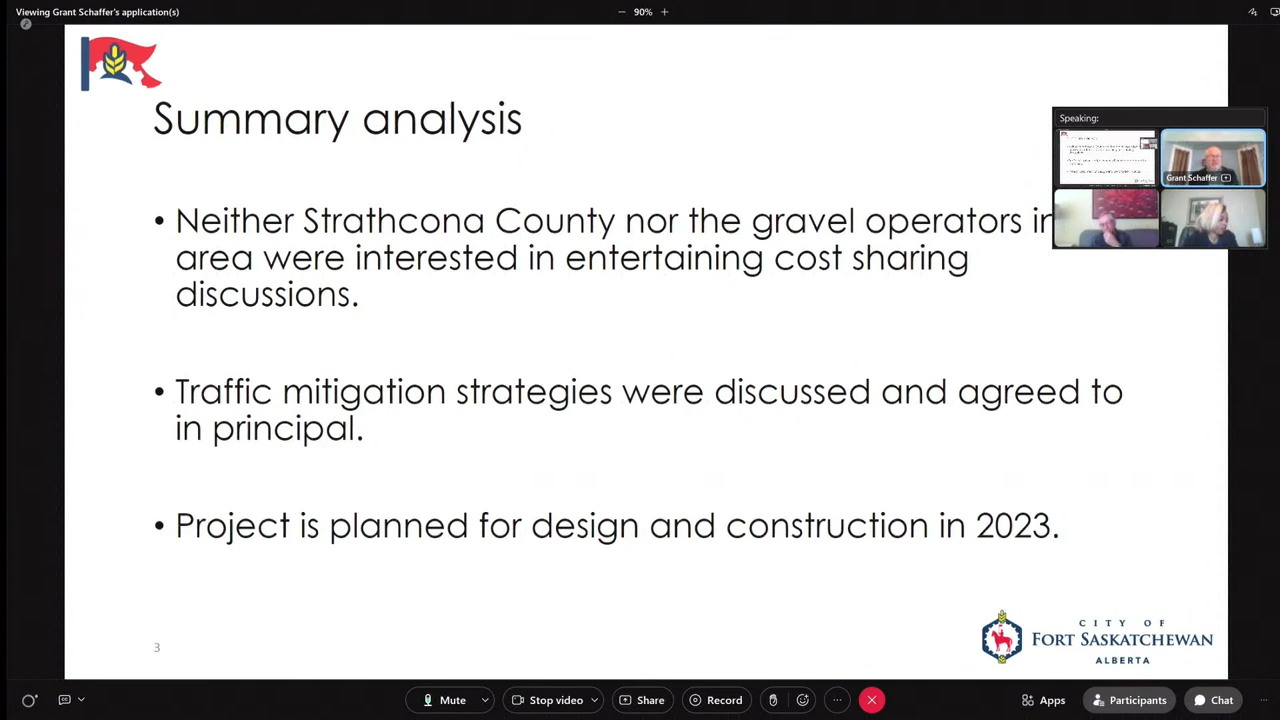 Viewing Grant Schaffer's application(s)
90%
Summary analysis
Speaking:
Grant Schaffer
• Neither Strathcona County nor the gravel operators in
area were interested in entertaining cost sharing
discussions.
• Traffic mitigation strategies were discussed and agreed to
in principal.
• Project is planned for design and construction in 2023.
3
CITY OF
FORT SASKATCHEWAN
ALBERTA
Mute
Stop video
Share
Record
Apps
Participants
Chat